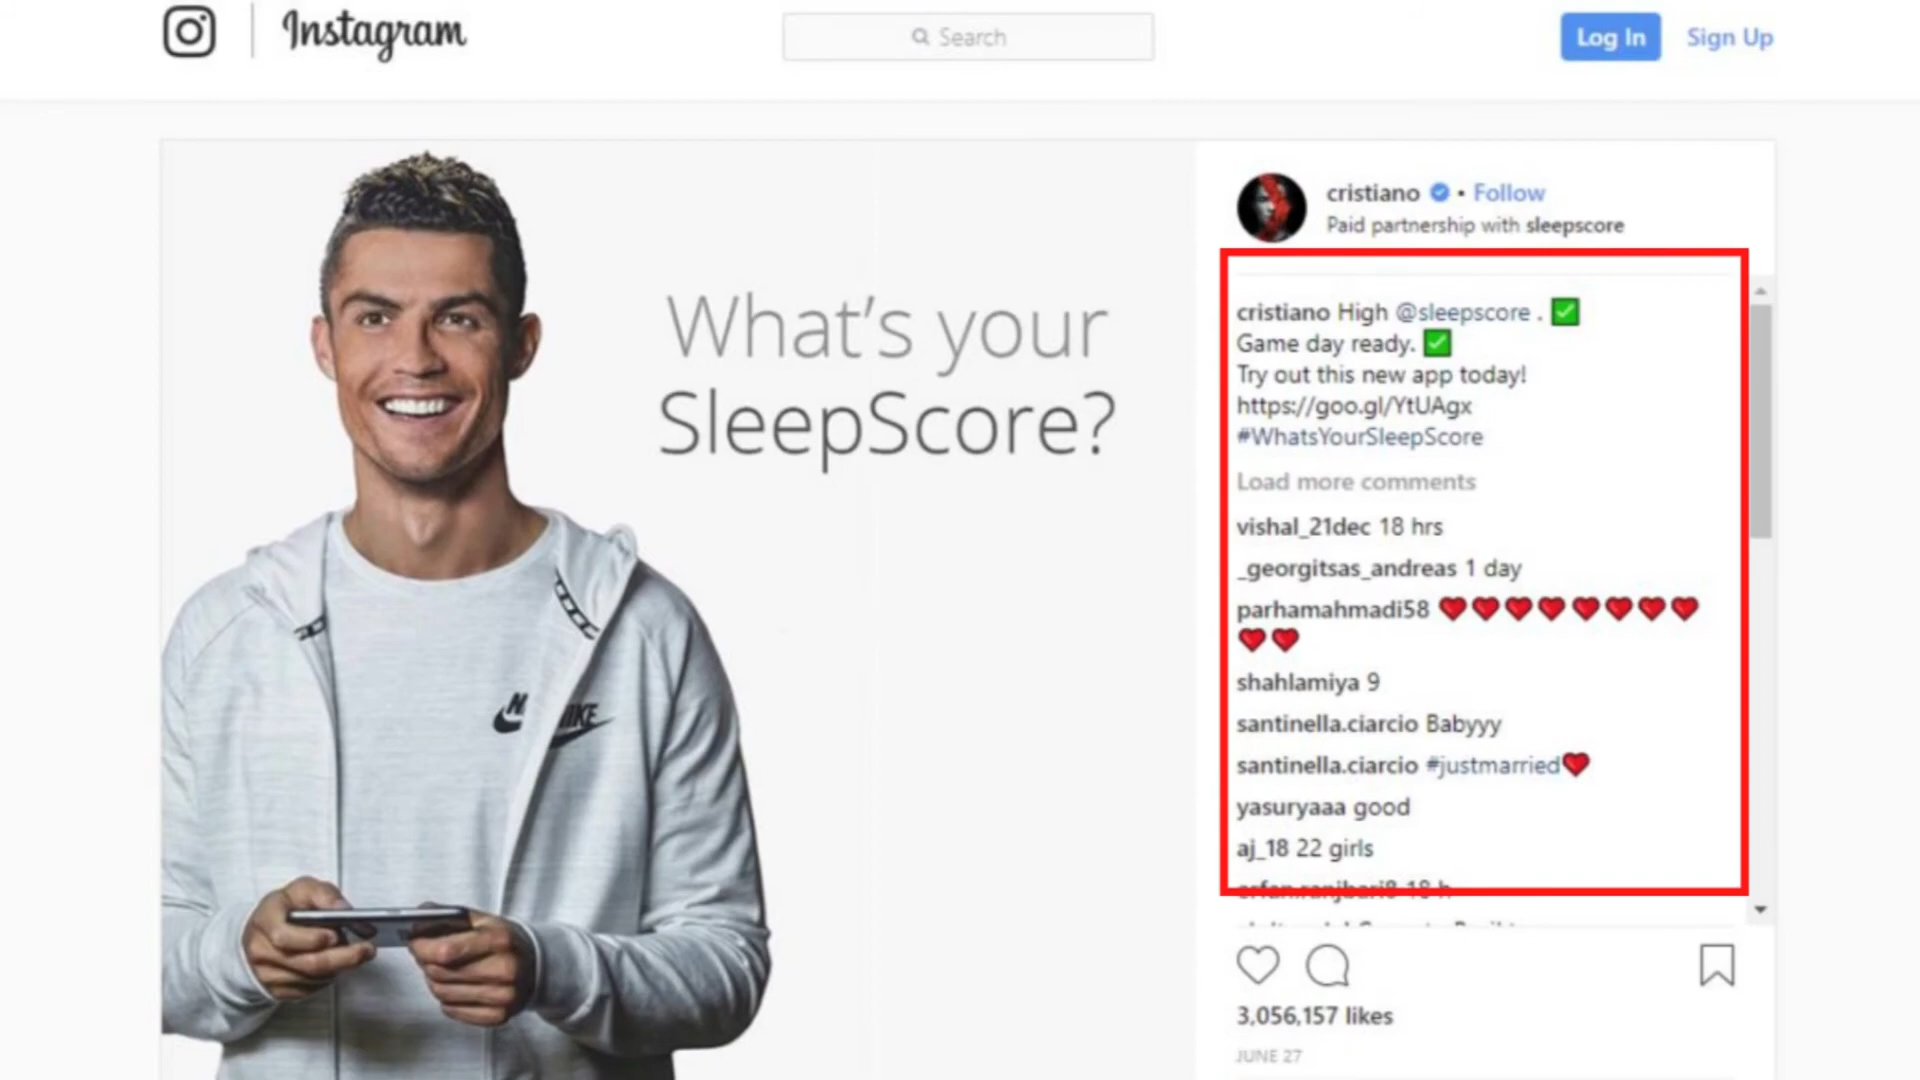 Instagram
Search
Log In
Sign Up
What's your
SleepScore?
NIKE
cristiano • Follow
Paid partnership with sleepscore
cristiano High @sleepscore . ✅
Game day ready. ✅
Try out this new app today!
https://goo.gl/YtUAgx
#WhatsYourSleepScore
Load more comments
vishal_21dec 18 hrs
_georgitsas_andreas 1 day
parhamahmadi58 ❤❤❤❤❤❤❤❤
❤❤
shahlamiya 9
santinella.ciarcio Babyyy
santinella.ciarcio #justmarried❤
yasuryaaa good
aj_18 22 girls
3,056,157 likes
JUNE 27